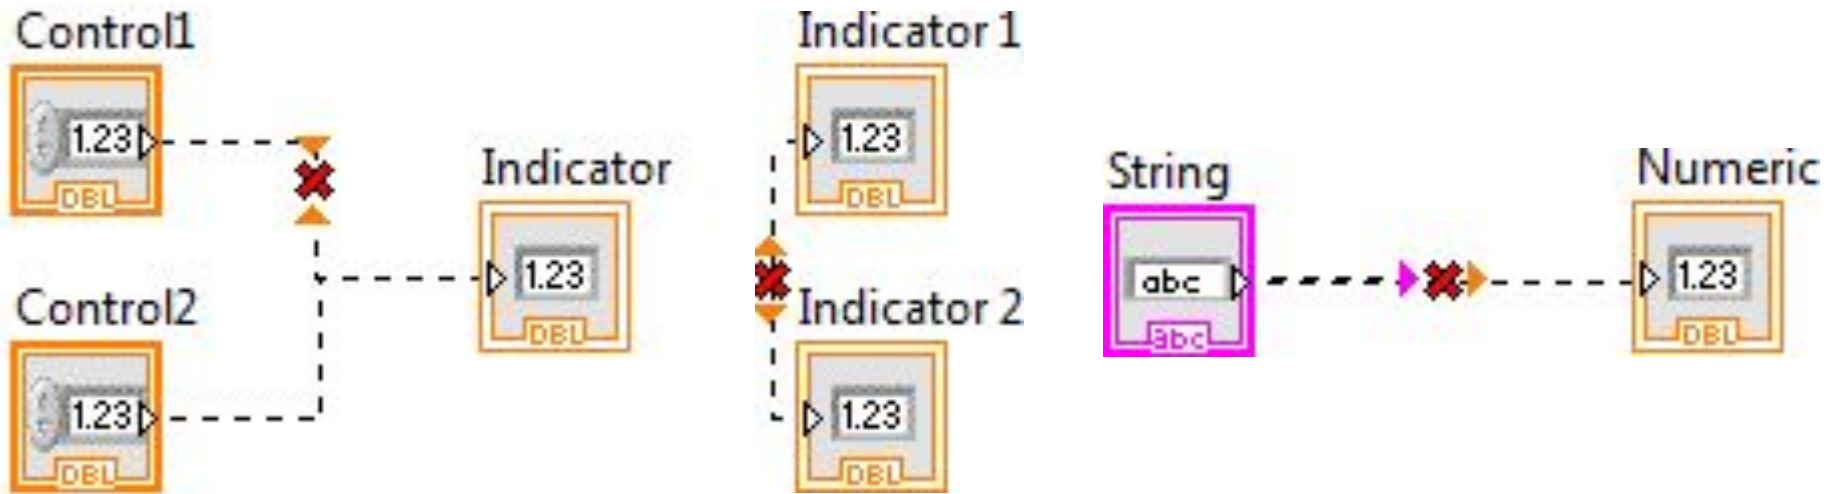 Control1
1.23
DBL
Control2
1.23
DBL
Indicator
1.23
DBL
Indicator 1
1.23
DBL
Indicator 2
1.23
DBL
String
abc
abc
Numeric
1.23
DBL